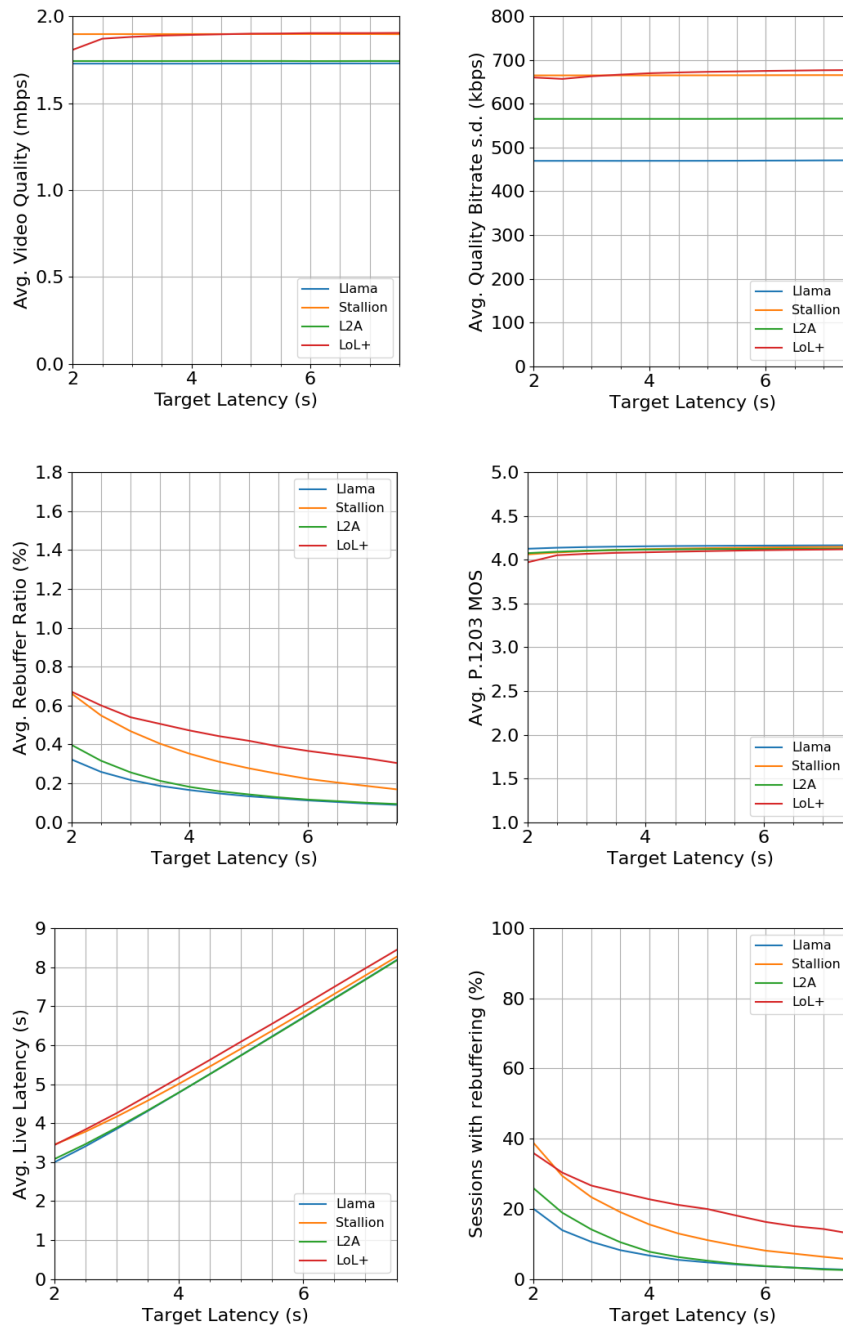 Avg. Video Quality (mbps)
2.0
1.5
1.0
0.5
0.0
2
4
6
Target Latency (s)
Llama
Stallion
L2A
LoL+
Avg. Quality Bitrate s.d. (kbps)
800
700
600
500
400
300
200
100
0
2
4
6
Target Latency (s)
Llama
Stallion
L2A
LoL+
Avg. Rebuffer Ratio (%)
1.8
1.6
1.4
1.2
1.0
0.8
0.6
0.4
0.2
0.0
2
4
6
Target Latency (s)
Llama
Stallion
L2A
LoL+
Avg. P.1203 MOS
5.0
4.5
4.0
3.5
3.0
2.5
2.0
1.5
1.0
2
4
6
Target Latency (s)
Llama
Stallion
L2A
LoL+
Avg. Live Latency (s)
9
8
7
6
5
4
3
2
1
0
2
4
6
Target Latency (s)
Llama
Stallion
L2A
LoL+
Sessions with rebuffering (%)
100
80
60
40
20
0
2
4
6
Target Latency (s)
Llama
Stallion
L2A
LoL+